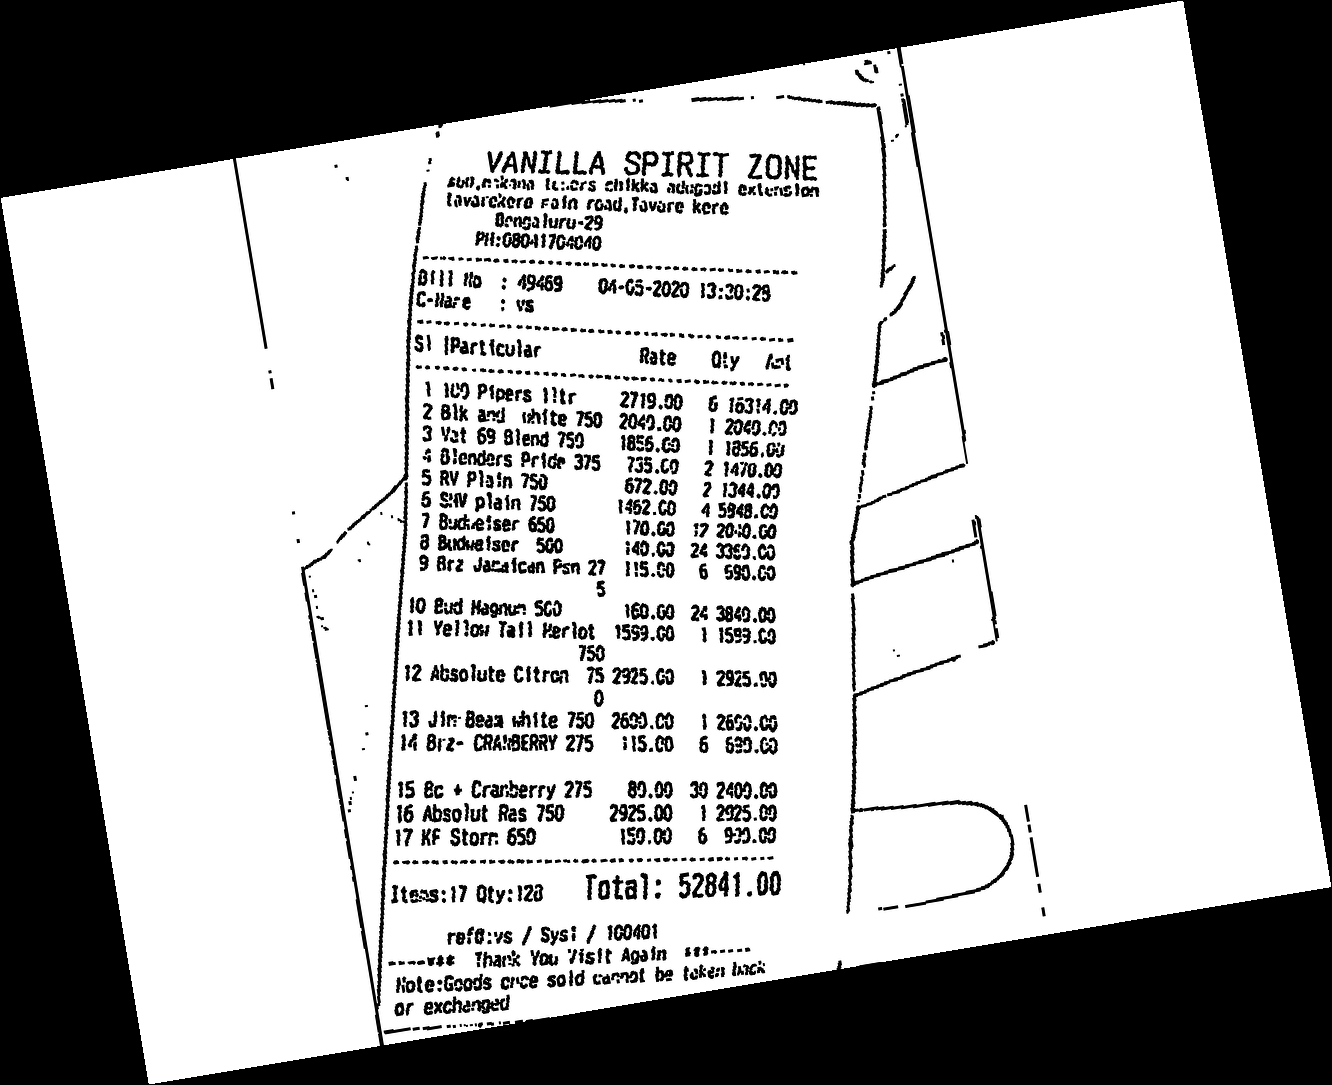 VANILLA SPIRIT ZONE
chikka adugodi extension
tavarekere main road,Tavare kere
Bengaluru-29
PH:08041704040
Bill No : 49469 04-05-2020
C-Name : vs
Sl |Particular Rate Qty Amt
1 100 Pipers 1ltr 2719.00 6 16314.00
2 Blk and white 750 2040.00 1 2040.00
3 Vat 69 Blend 750 1856.00 1 1856.00
4 Blenders Pride 375 735.00 2 1470.00
5 RV Plain 750 672.00 2 1344.00
6 SMV plain 750 1462.00 4 5848.00
7 Budweiser 650 170.00 12 2040.00
8 Budweiser 500 140.00 24 3360.00
9 Brz Jamaican Psn 27 115.00 6 690.00
5
10 Bud Magnum 500 160.00 24 3840.00
11 Yellow Tail Merlot 1599.00 1 1599.00
750
12 Absolute Citron 75 2925.00 1 2925.00
0
13 Jim Beam white 750 2600.00 1 2600.00
14 Brz- CRANBERRY 275 115.00 6 690.00
15 Bc + Cranberry 275 80.00 30 2400.00
16 Absolut Ras 750 2925.00 1 2925.00
17 KF Storm 650 150.00 6 900.00
Items:17 Qty:128 Total: 52841.00
ref@:vs / Sys1 / 100401
-----*** Thank You Visit Again ***-----
Note:Goods once sold cannot be taken back
or exchanged